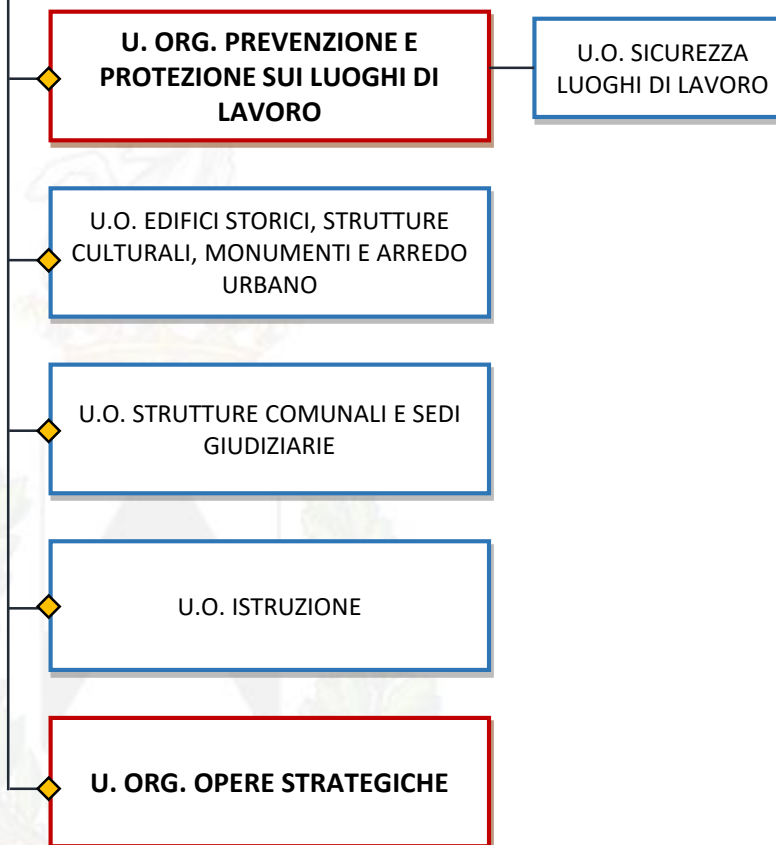 U. ORG. PREVENZIONE E
PROTEZIONE SUI LUOGHI DI
LAVORO
U.O. SICUREZZA
LUOGHI DI LAVORO
U.O. EDIFICI STORICI, STRUTTURE
CULTURALI, MONUMENTI E ARREDO
URBANO
U.O. STRUTTURE COMUNALI E SEDI
GIUDIZIARIE
U.O. ISTRUZIONE
U. ORG. OPERE STRATEGICHE